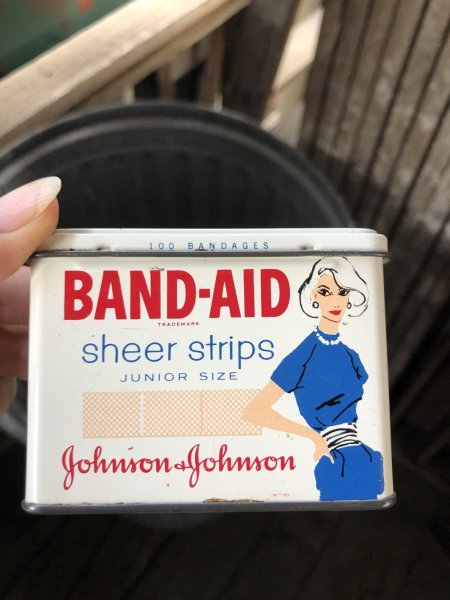 100 BANDAGES
BAND-AID
TRADEMARK
sheer strips
JUNIOR SIZE
Johnson & Johnson